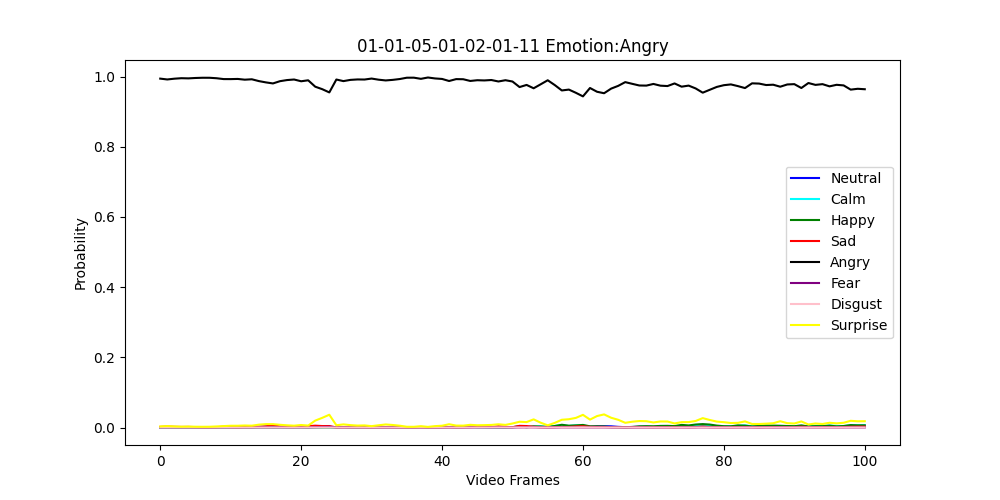 01-01-05-01-02-01-11 Emotion:Angry
1.0
0.8
0.6
0.4
0.2
0.0
Probability
Neutral
Calm
Happy
Sad
Angry
Fear
Disgust
Surprise
0 20 40 60 80 100
Video Frames